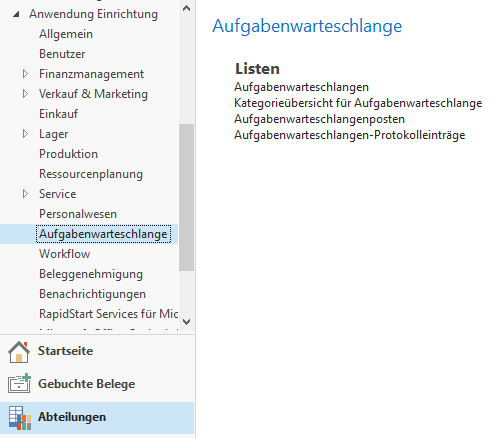 Anwendung Einrichtung
Allgemein
Benutzer
Finanzmanagement
Verkauf & Marketing
Einkauf
Lager
Produktion
Ressourcenplanung
Service
Personalwesen
Aufgabenwarteschlange
Workflow
Beleggenehmigung
Benachrichtigungen
RapidStart Services für Mic
Startseite
Gebuchte Belege
Abteilungen
Aufgabenwarteschlange
Listen
Aufgabenwarteschlangen
Kategorieübersicht für Aufgabenwarteschlange
Aufgabenwarteschlangenposten
Aufgabenwarteschlangen-Protokolleinträge